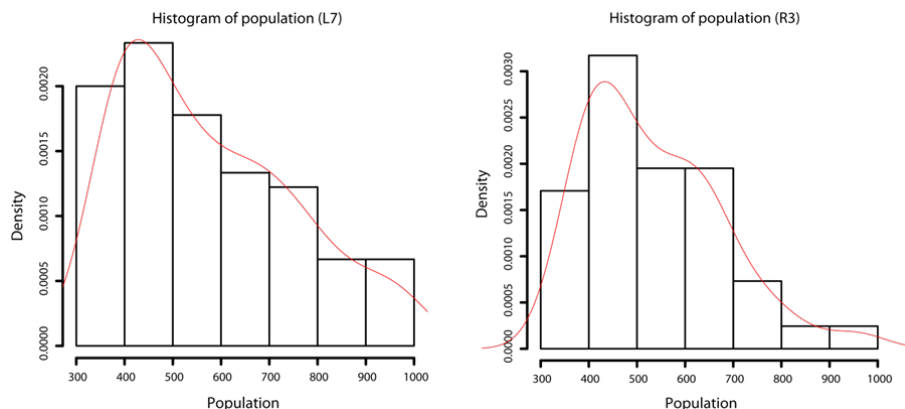 Histogram of population (L7)
Density
0.0000 0.0005 0.0010 0.0015 0.0020
300 400 500 600 700 800 900 1000
Population
Histogram of population (R3)
Density
0.0000 0.0005 0.0010 0.0015 0.0020 0.0025 0.0030
300 400 500 600 700 800 900 1000
Population